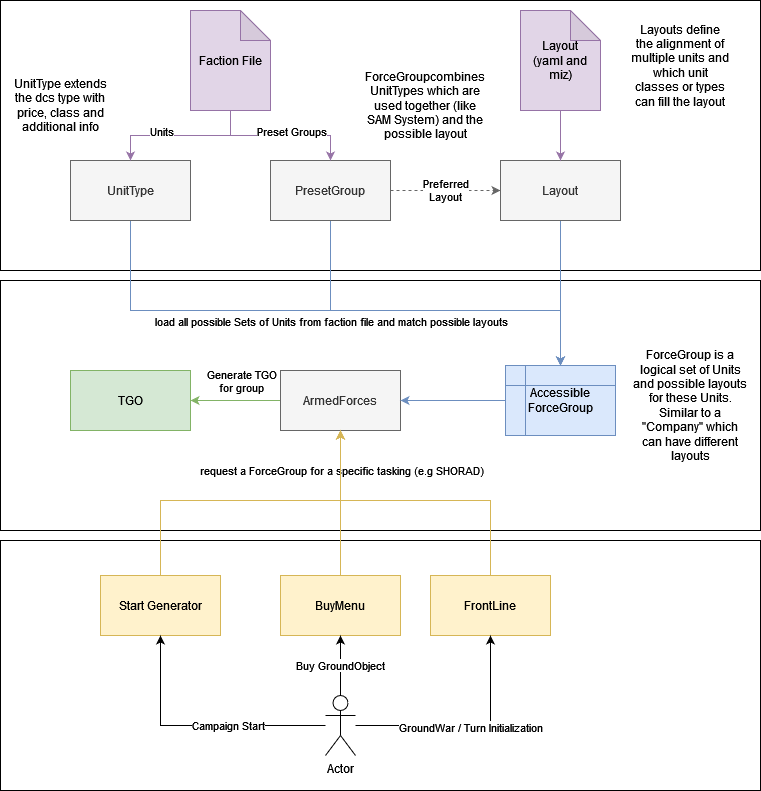 Faction File
Layout
(yaml and
miz)
Layouts define
the alignment of
multiple units and
which unit
classes or types
can fill the layout
UnitType extends
the dcs type with
price, class and
additional info
ForceGroupcombines
UnitTypes which are
used together (like
SAM System) and the
possible layout
Units
Preset Groups
UnitType
PresetGroup
Preferred
Layout
Layout
load all possible Sets of Units from faction file and match possible layouts
TGO
Generate TGO
for group
ArmedForces
Accessible
ForceGroup
ForceGroup is a
logical set of Units
and possible layouts
for these Units.
Similar to a
"Company" which
can have different
layouts
request a ForceGroup for a specific tasking (e.g SHORAD)
Start Generator
BuyMenu
FrontLine
Buy GroundObject
Campaign Start
GroundWar / Turn Initialization
Actor